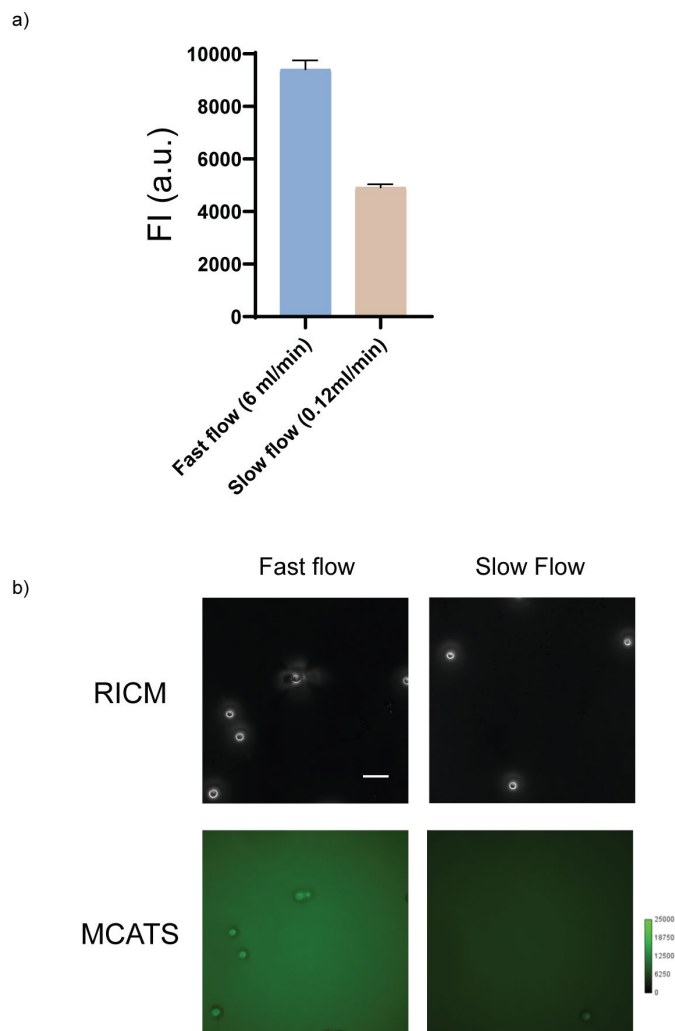 a)
10000
8000
6000
4000
2000
0
FI (a.u.)
Fast flow (6 ml/min)
Slow flow (0.12ml/min)
b)
Fast flow
Slow Flow
RICM
MCATS
25000
18750
12500
6250
0